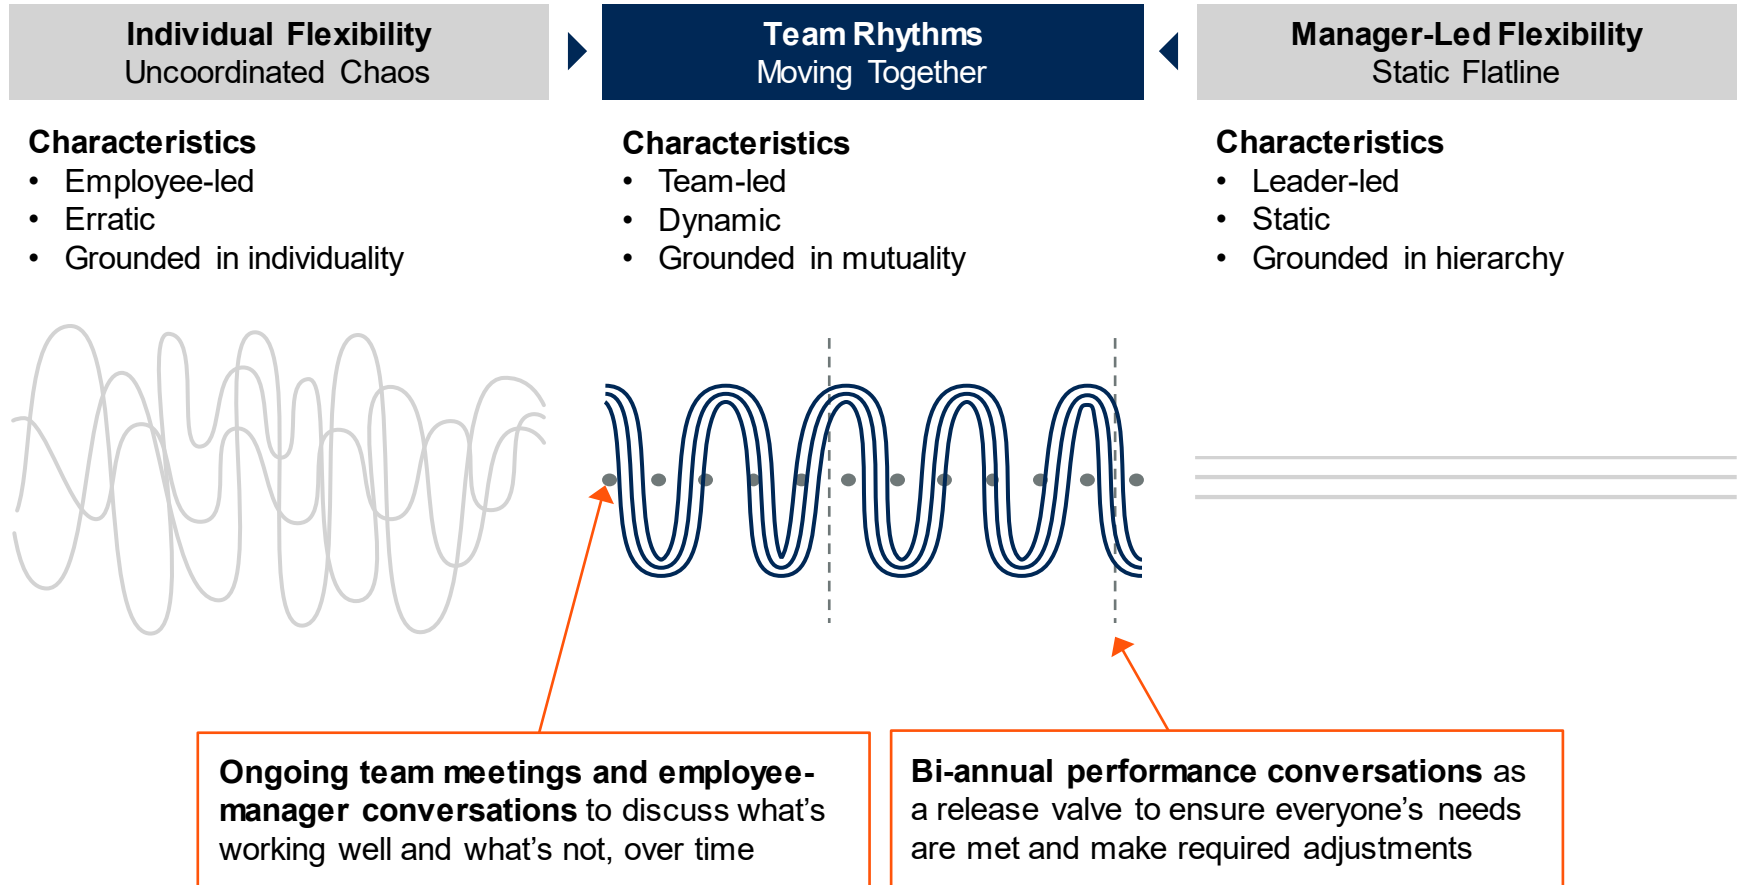 Individual Flexibility
Uncoordinated Chaos
Characteristics
• Employee-led
• Erratic
• Grounded in individuality
Team Rhythms
Moving Together
Characteristics
• Team-led
• Dynamic
• Grounded in mutuality
Manager-Led Flexibility
Static Flatline
Characteristics
• Leader-led
• Static
• Grounded in hierarchy
Ongoing team meetings and employee-
manager conversations to discuss what’s
working well and what’s not, over time
Bi-annual performance conversations as
a release valve to ensure everyone’s needs
are met and make required adjustments